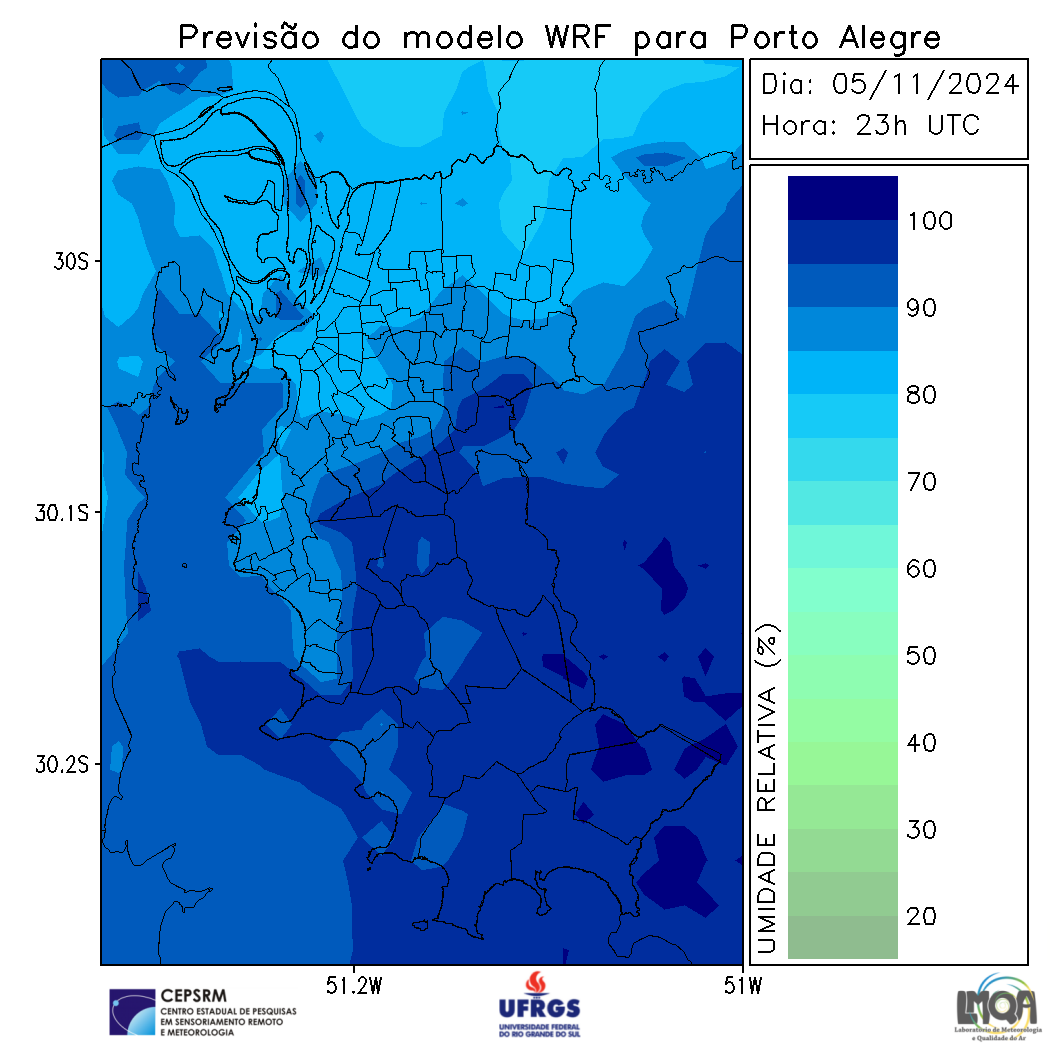 Previsão do modelo WRF para Porto Alegre
Dia: 05/11/2024
Hora: 23h UTC
30S
30.1S
30.2S
51.2W
51W
UMIDADE RELATIVA (%)
100
90
80
70
60
50
40
30
20
CEPSRM
CENTRO ESTADUAL DE PESQUISAS
EM SENSORIAMENTO REMOTO
E METEOROLOGIA
UFRGS
UNIVERSIDADE FEDERAL
DO RIO GRANDE DO SUL
LMQA
Laboratório de Meteorologia
e Qualidade do Ar